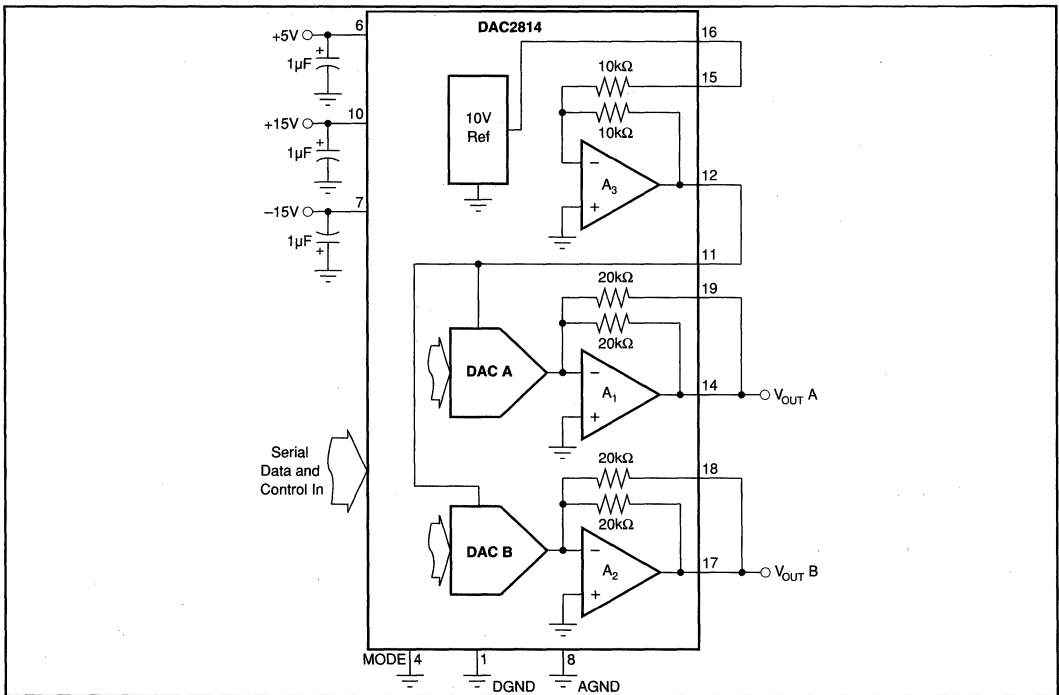 DAC2814
+5V
6
+
1µF
+15V
10
+
1µF
–15V
7
1µF
+
10V
Ref
16
10kΩ
15
10kΩ
–
A3
+
12
11
20kΩ
19
20kΩ
DAC A
–
A1
+
14
VOUT A
Serial
Data and
Control In
20kΩ
18
20kΩ
DAC B
–
A2
+
17
VOUT B
MODE 4
1
DGND
8
AGND